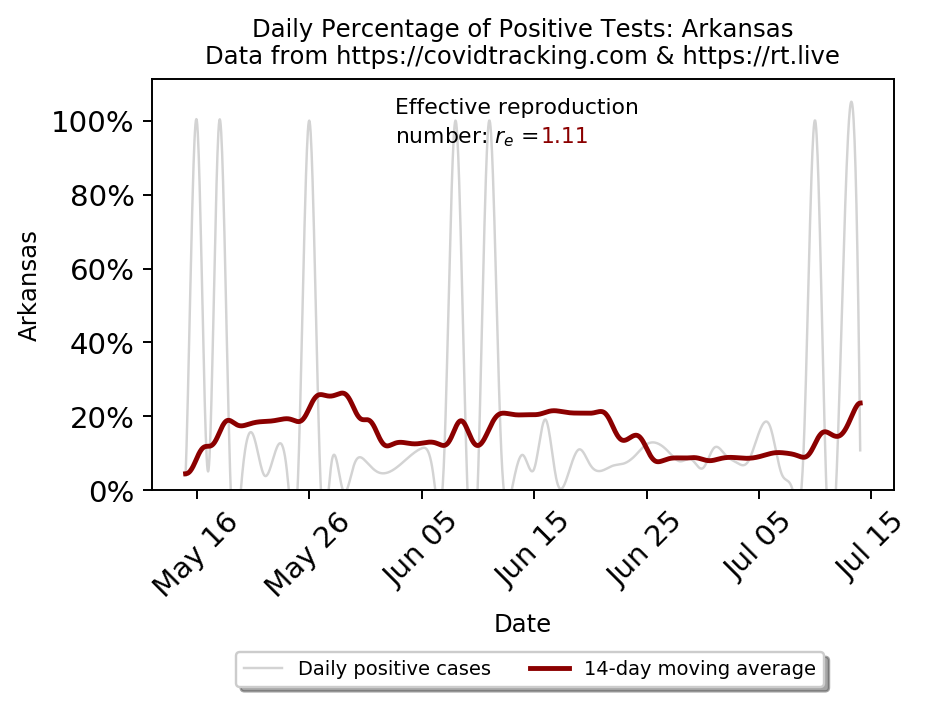 Daily Percentage of Positive Tests: Arkansas
Data from https://covidtracking.com & https://rt.live
Effective reproduction
number: rₑ =1.11
100%
80%
60%
40%
20%
0%
Arkansas
May 16
May 26
Jun 05
Jun 15
Jun 25
Jul 05
Jul 15
Date
Daily positive cases
14-day moving average